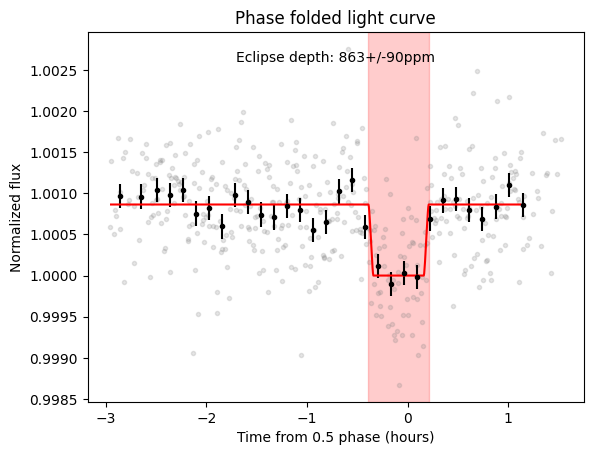 Phase folded light curve
Eclipse depth: 863+/-90ppm
Normalized flux
1.0025
1.0020
1.0015
1.0010
1.0005
1.0000
0.9995
0.9990
0.9985
−3 −2 −1 0 1
Time from 0.5 phase (hours)